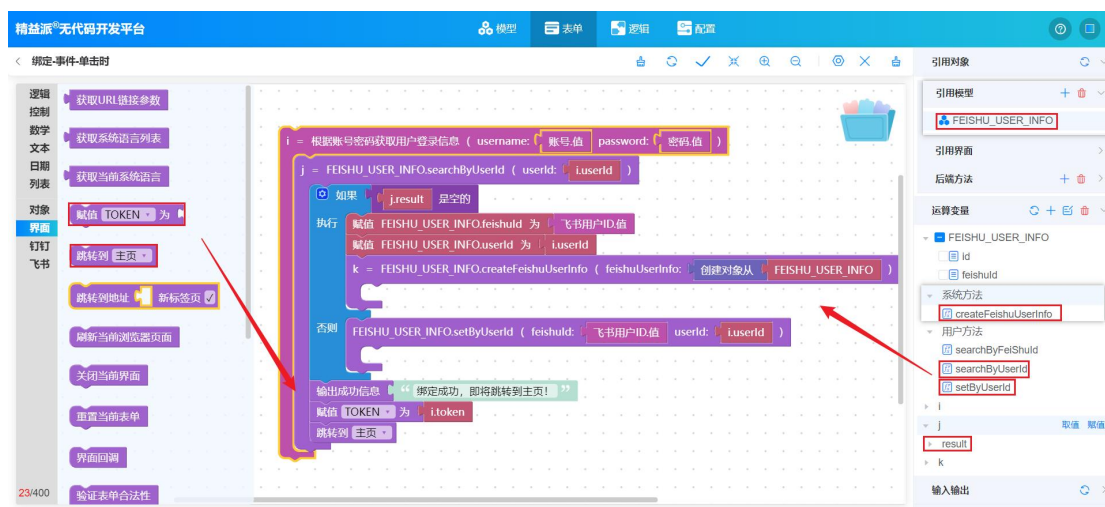 精益派®无代码开发平台
模型
表单
逻辑
配置
绑定-事件-单击时
引用对象
逻辑
控制
数学
文本
日期
列表
对象
界面
钉钉
飞书
23/400
获取URL链接参数
获取系统语言列表
获取当前系统语言
赋值 TOKEN 为
跳转到 主页
跳转到地址 新标签页
刷新当前浏览器页面
关闭当前界面
重置当前表单
界面回调
验证表单合法性
i = 根据账号密码获取用户登录信息 ( username: 账号.值 password: 密码.值 )
j = FEISHU_USER_INFO.searchByUserId ( userId: i.userId )
如果 j.result 是空的
执行 赋值 FEISHU_USER_INFO.feishuId 为 飞书用户ID.值
赋值 FEISHU_USER_INFO.userId 为 i.userId
k = FEISHU_USER_INFO.createFeishuUserInfo ( feishuUserInfo: 创建对象从 FEISHU_USER_INFO )
否则 FEISHU_USER_INFO.setByUserId ( feishuId: 飞书用户ID.值 userId: i.userId )
输出成功信息 “ 绑定成功，即将跳转到主页! ”
赋值 TOKEN 为 i.token
跳转到 主页
引用模型
FEISHU_USER_INFO
引用界面
后端方法
运算变量
FEISHU_USER_INFO
id
feishuId
系统方法
createFeishuUserInfo
用户方法
searchByFeiShuId
searchByUserId
setByUserId
i
j 取值 赋值
result
k
输入输出